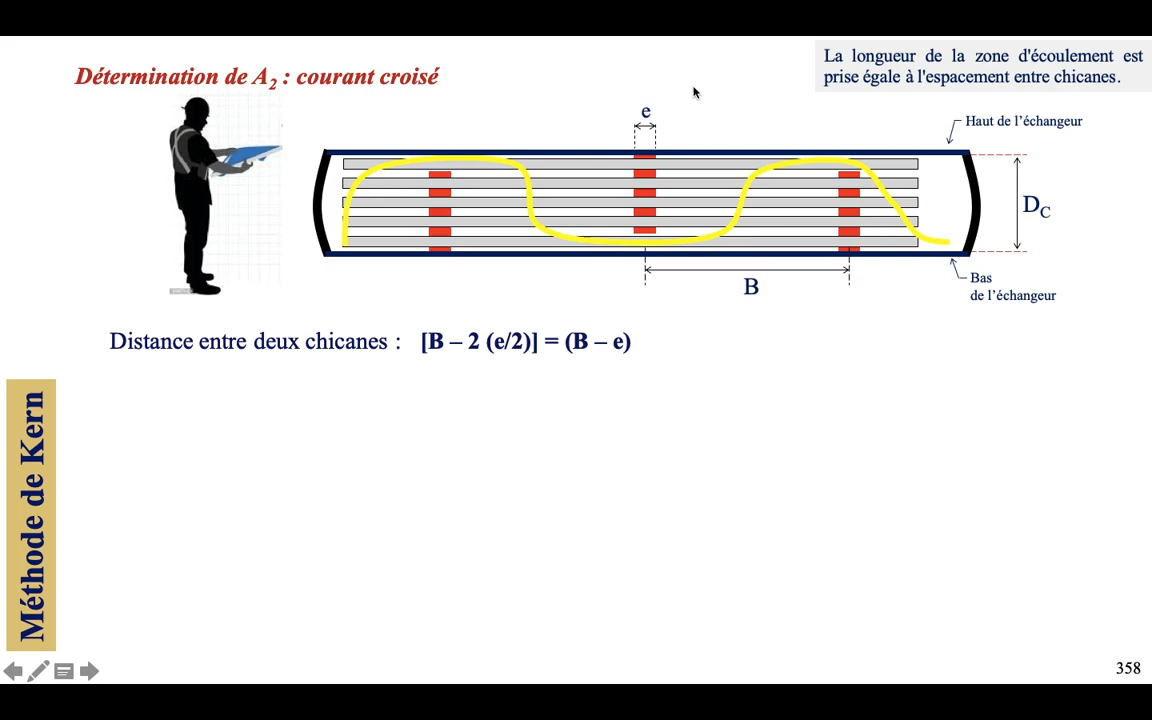 La longueur de la zone d'écoulement est
prise égale à l'espacement entre chicanes.
Détermination de A2 : courant croisé
e
Haut de l'échangeur
DC
B
Bas
de l'échangeur
Distance entre deux chicanes : [B – 2 (e/2)] = (B – e)
Méthode de Kern
358